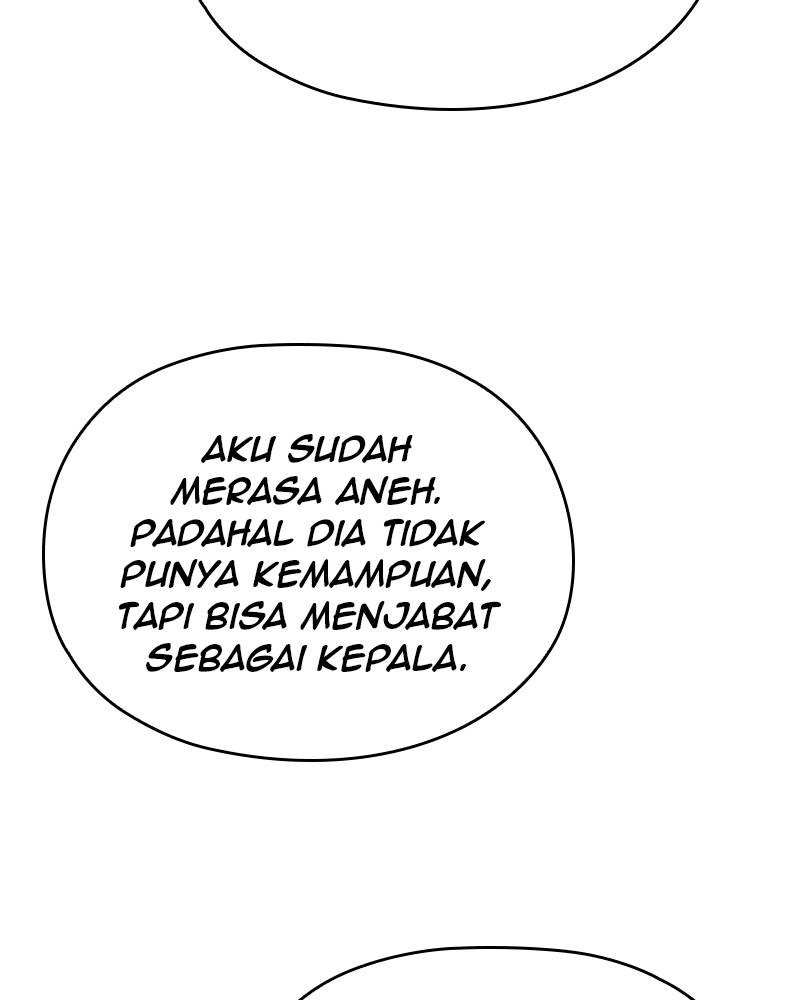 AKU SUDAH
MERASA ANEH.
PADAHAL DIA TIDAK
PUNYA KEMAMPUAN,
TAPI BISA MENJABAT
SEBAGAI KEPALA.